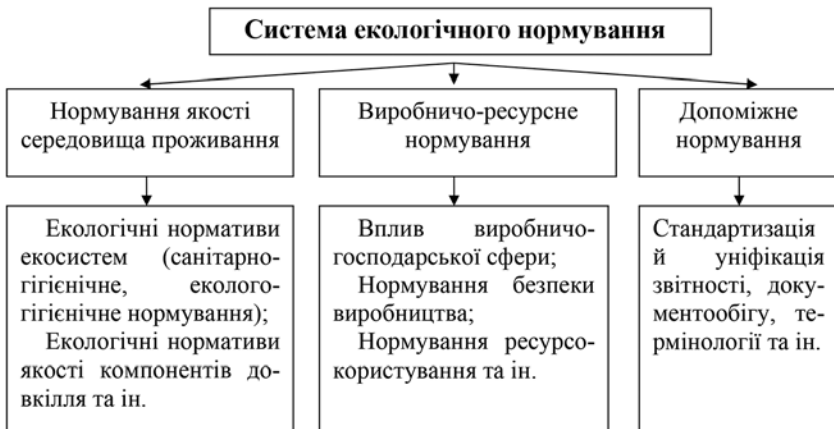 Система екологічного нормування
Нормування якості
середовища проживання
Виробничо-ресурсне
нормування
Допоміжне
нормування
Екологічні нормативи
екосистем (санітарно-
гігієнічне, еколого-
гігієнічне нормування);
Екологічні нормативи
якості компонентів до-
вкілля та ін.
Вплив виробничо-
господарської сфери;
Нормування безпеки
виробництва;
Нормування ресурсо-
користування та ін.
Стандартизація
й уніфікація
звітності, доку-
ментообігу, те-
рмінології та ін.